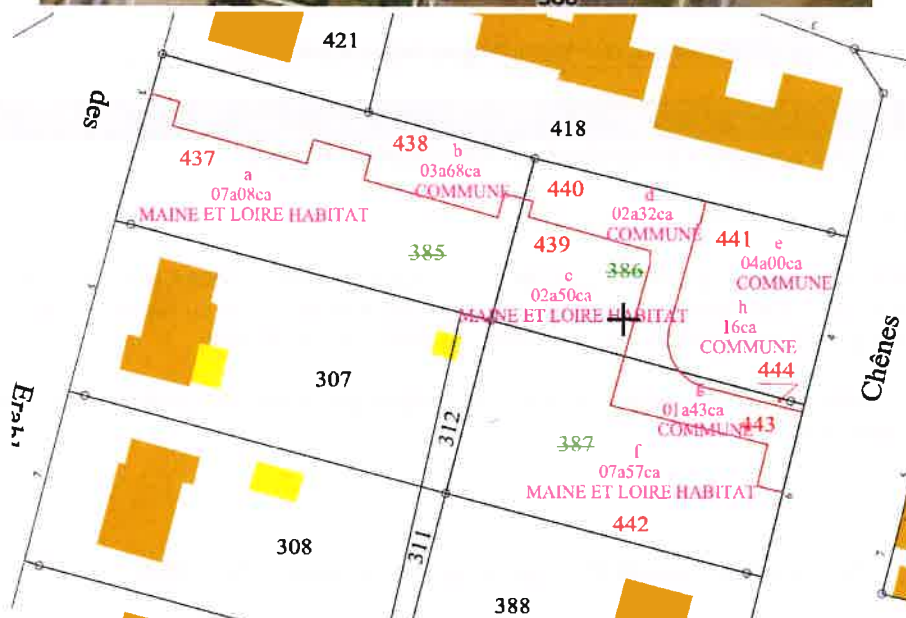 421
des
418
437
a
07a08ca
MAINE ET LOIRE HABITAT
438
b
03a68ca
COMMUNE
440
d
02a32ca
COMMUNE
441
e
04a00ca
COMMUNE
385
439
c
02a50ca
MAINE ET LOIRE HABITAT
386
h
16ca
COMMUNE
444
Chênes
307
312
g
01a43ca
COMMUNE
443
387
f
07a57ca
MAINE ET LOIRE HABITAT
442
308
311
388